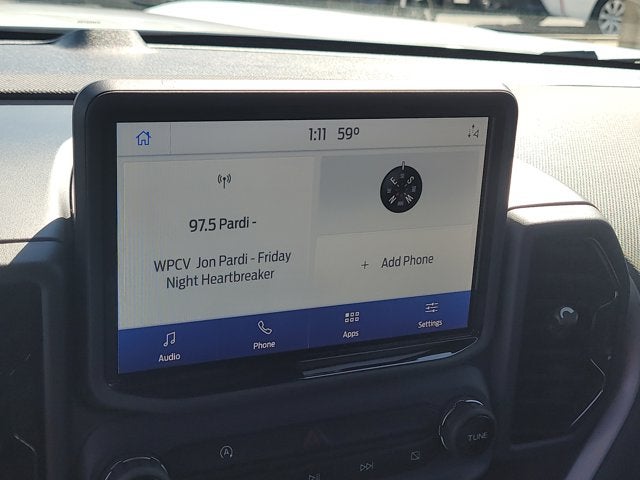 1:11 59°
4
97.5 Pardi -
WPCV Jon Pardi - Friday
Night Heartbreaker
E S
N W
+ Add Phone
Audio
Phone
Apps
Settings
A
TUNE